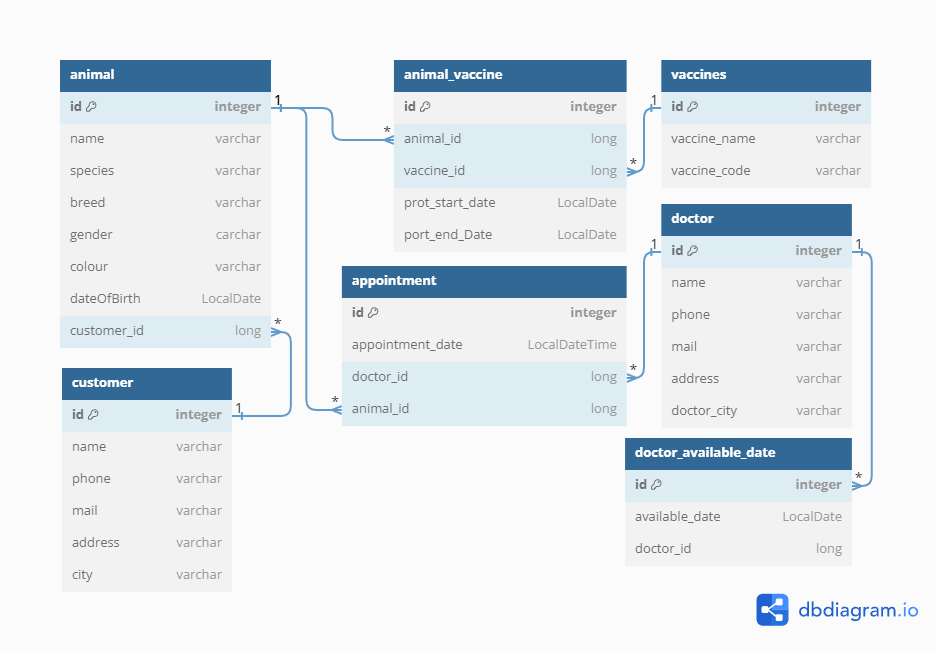 animal
id integer
name varchar
species varchar
breed varchar
gender carchar
colour varchar
dateOfBirth LocalDate
customer_id long
customer
id integer
name varchar
phone varchar
mail varchar
address varchar
city varchar
animal_vaccine
id integer
animal_id long
vaccine_id long
prot_start_date LocalDate
port_end_Date LocalDate
appointment
id integer
appointment_date LocalDateTime
doctor_id long
animal_id long
vaccines
id integer
vaccine_name varchar
vaccine_code varchar
doctor
id integer
name varchar
phone varchar
mail varchar
address varchar
doctor_city varchar
doctor_available_date
id integer
available_date LocalDate
doctor_id long
1
*
*
1
*
*
1
1
*
1
*
dbdiagram.io